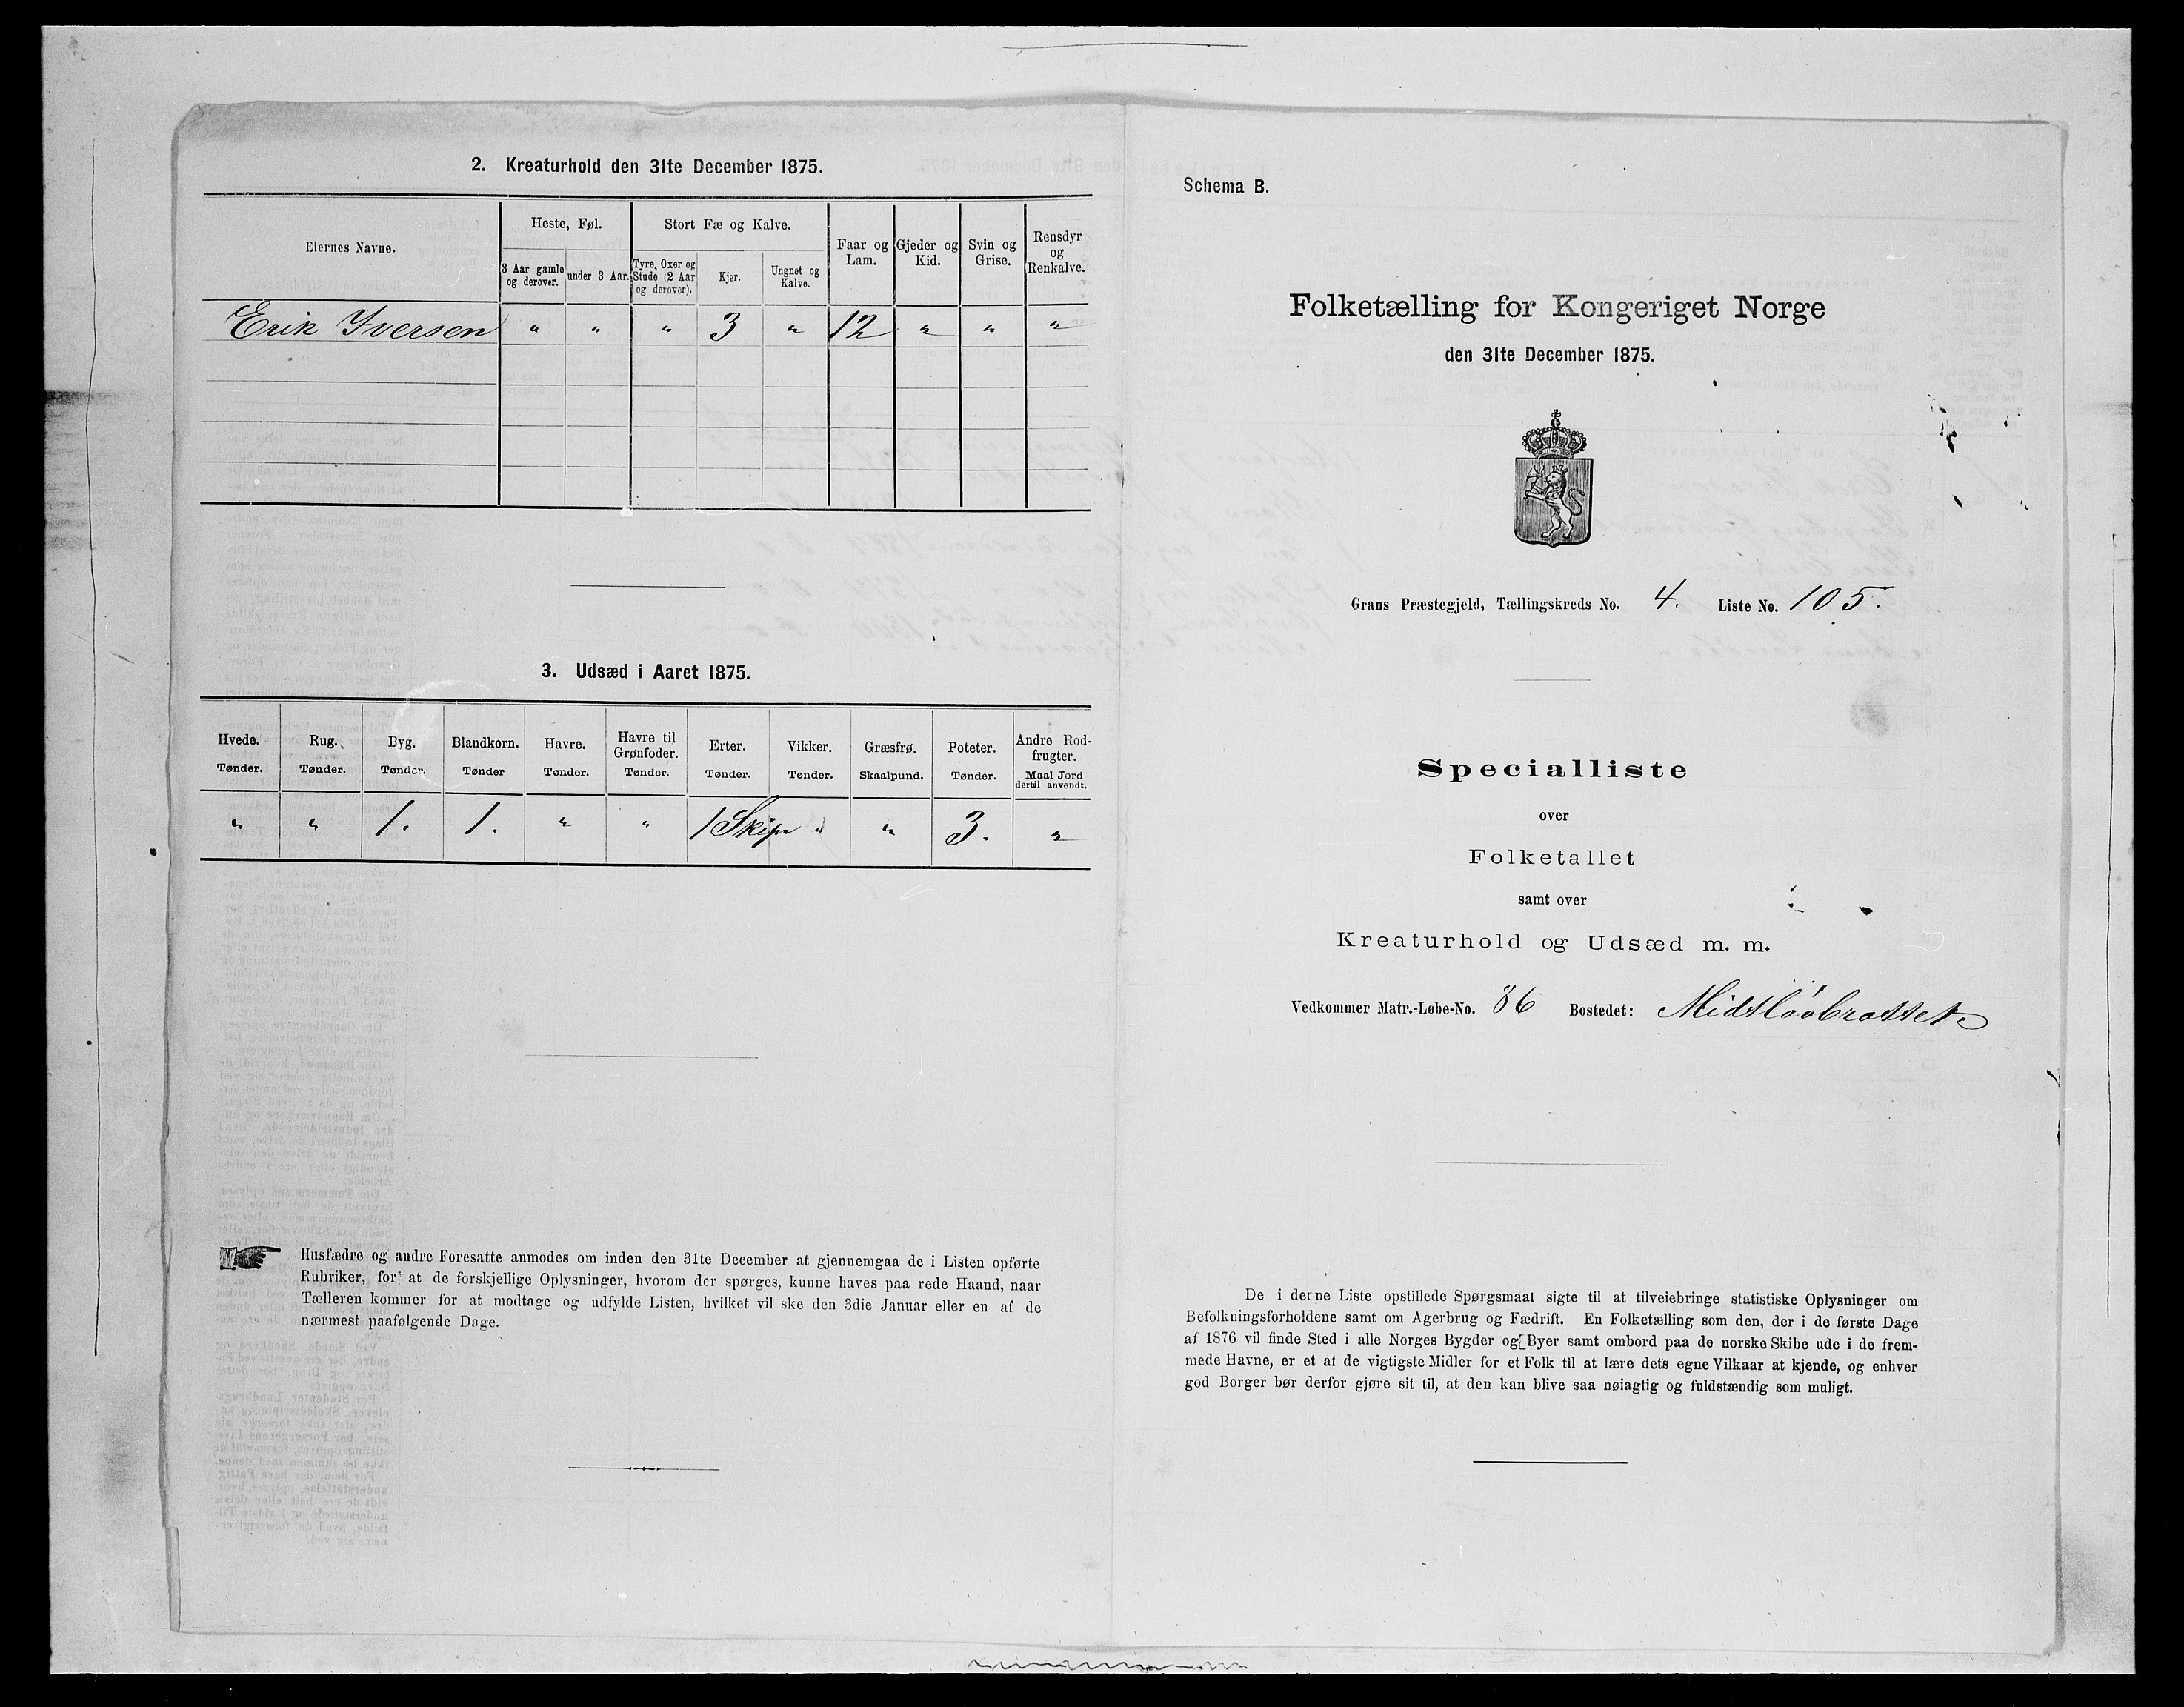 2. Kreaturhold den 31te December 1875.
Eiernes Navne.
Heste, Føl.
3 Aar gamle og derover.
under 3 Aar.
Stort Fæ og Kalve.
Tyre, Oxer og Stude (2 Aar og derover).
Kjør.
Ungnøt og Kalve.
Faar og Lam.
Gjeder og Kid.
Svin og Grise.
Rensdyr og Renkalve.
Erik Iversen " " " 3 " 12 " " "
3. Udsæd i Aaret 1875.
Hvede. Rug. Byg. Blandkorn. Havre. Havre til Grønfoder. Erter. Vikker. Græsfrø. Poteter. Andre Rodfrugter.
Tønder. Tønder. Tønder. Tønder Tønder. Tønder. Tønder. Tønder. Skaalpund. Tønder. Maal Jord dertil anvendt.
" " 1. 1. " " 1 Skip " " 3. "
Husfædre og andre Foresatte anmodes om inden den 31te December at gjennemgaa de i Listen opførte
Rubriker, for at de forskjellige Oplysninger, hvorom der spørges, kunne haves paa rede Haand, naar
Tælleren kommer for at modtage og udfylde Listen, hvilket vil ske den 3die Januar eller en af de
nærmest paafølgende Dage.
Schema B.
Folketælling for Kongeriget Norge
den 31te December 1875.
Grans Præstegjeld, Tællingskreds No. 4. Liste No. 105.
Specialliste
over
Folketallet
samt over
Kreaturhold og Udsæd m. m.
Vedkommer Matr.-Løbe-No. 86 Bostedet:
De i denne Liste opstillede Spørgsmaal sigte til at tilveiebringe statistiske Oplysninger om
Befolkningsforholdene samt om Agerbrug og Fædrift. En Folketælling som den, der i de første Dage
af 1876 vil finde Sted i alle Norges Bygder og Byer samt ombord paa de norske Skibe ude i de frem-
mede Havne, er et af de vigtigste Midler for et Folk til at lære dets egne Vilkaar at kjende, og enhver
god Borger bør derfor gjøre sit til, at den kan blive saa nøiagtig og fuldstændig som muligt.